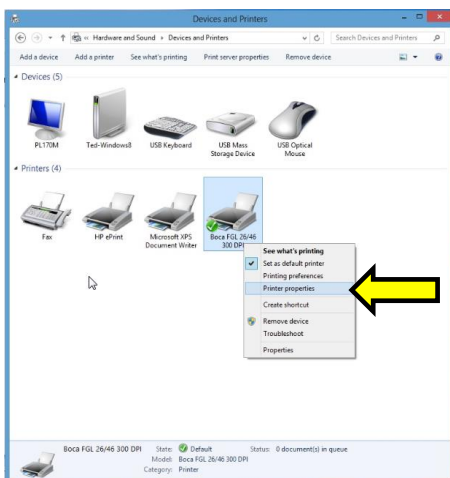 Devices and Printers
« Hardware and Sound › Devices and Printers
Search Devices and Printers
Add a device Add a printer See what's printing Print server properties Remove device
Devices (5)
PL170M Ted-Windows8 USB Keyboard USB Mass Storage Device USB Optical Mouse
Printers (4)
Fax HP ePrint Microsoft XPS Document Writer Boca FGL 26/46 300 DPI
See what's printing
Set as default printer
Printing preferences
Printer properties
Create shortcut
Remove device
Troubleshoot
Properties
Boca FGL 26/46 300 DPI State: Default Status: 0 document(s) in queue
Model: Boca FGL 26/46 300 DPI
Category: Printer